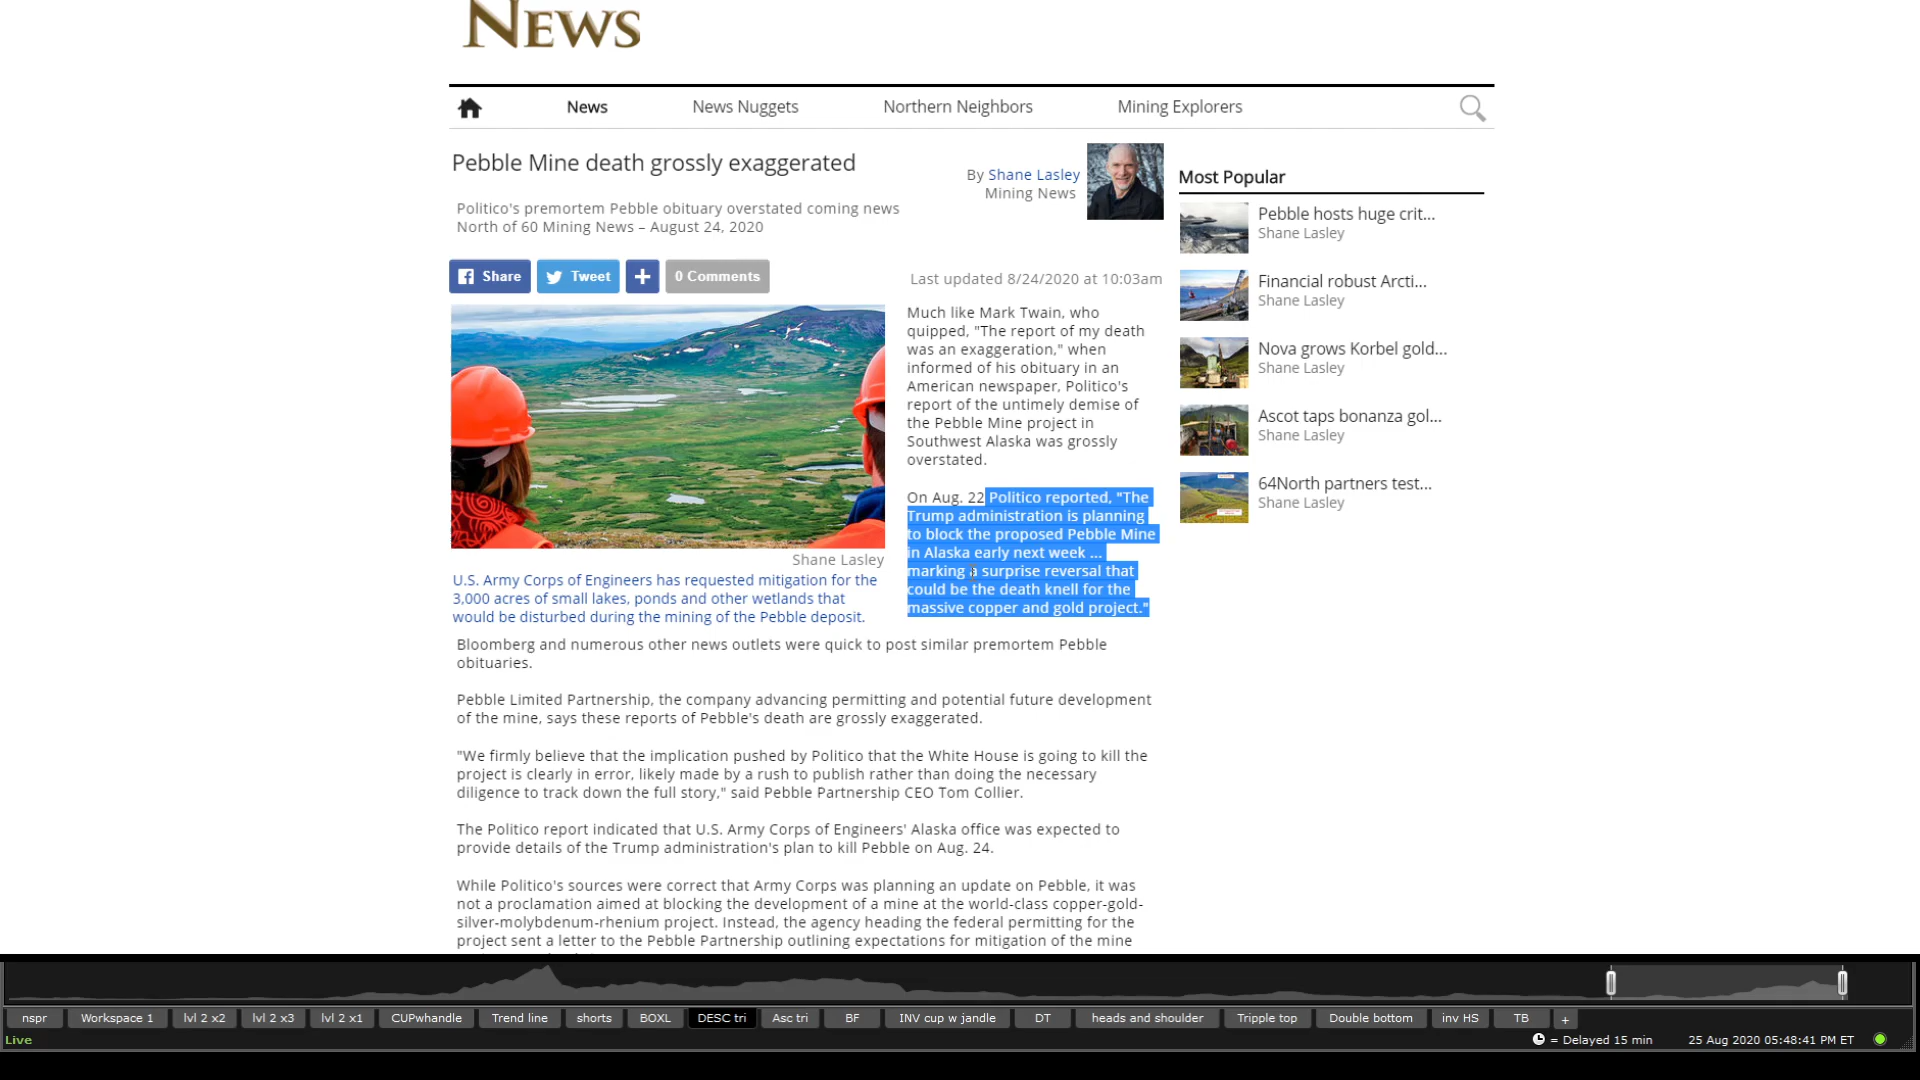 NEWS
News
News Nuggets
Northern Neighbors
Mining Explorers
Pebble Mine death grossly exaggerated
By Shane Lasley
Mining News
Politico's premortem Pebble obituary overstated coming news
North of 60 Mining News – August 24, 2020
Share
Tweet
+
0 Comments
Last updated 8/24/2020 at 10:03am
Shane Lasley
U.S. Army Corps of Engineers has requested mitigation for the
3,000 acres of small lakes, ponds and other wetlands that
would be disturbed during the mining of the Pebble deposit.
Much like Mark Twain, who
quipped, "The report of my death
was an exaggeration," when
informed of his obituary in an
American newspaper, Politico's
report of the untimely demise of
the Pebble Mine project in
Southwest Alaska was grossly
overstated.
On Aug. 22 Politico reported, "The
Trump administration is planning
to block the proposed Pebble Mine
in Alaska early next week ...
marking a surprise reversal that
could be the death knell for the
massive copper and gold project."
Bloomberg and numerous other news outlets were quick to post similar premortem Pebble
obituaries.
Pebble Limited Partnership, the company advancing permitting and potential future development
of the mine, says these reports of Pebble's death are grossly exaggerated.
"We firmly believe that the implication pushed by Politico that the White House is going to kill the
project is clearly in error, likely made by a rush to publish rather than doing the necessary
diligence to track down the full story," said Pebble Partnership CEO Tom Collier.
The Politico report indicated that U.S. Army Corps of Engineers' Alaska office was expected to
provide details of the Trump administration's plan to kill Pebble on Aug. 24.
While Politico's sources were correct that Army Corps was planning an update on Pebble, it was
not a proclamation aimed at blocking the development of a mine at the world-class copper-gold-
silver-molybdenum-rhenium project. Instead, the agency heading the federal permitting for the
project sent a letter to the Pebble Partnership outlining expectations for mitigation of the mine
Most Popular
Pebble hosts huge crit...
Shane Lasley
Financial robust Arcti...
Shane Lasley
Nova grows Korbel gold...
Shane Lasley
Ascot taps bonanza gol...
Shane Lasley
64North partners test...
Shane Lasley
nspr
Workspace 1
lvl 2 x2
lvl 2 x3
lvl 2 x1
CUPwhandle
Trend line
shorts
BOXL
DESC tri
Asc tri
BF
INV cup w jandle
DT
heads and shoulder
Tripple top
Double bottom
inv HS
TB
+
Live
= Delayed 15 min
25 Aug 2020 05:48:41 PM ET